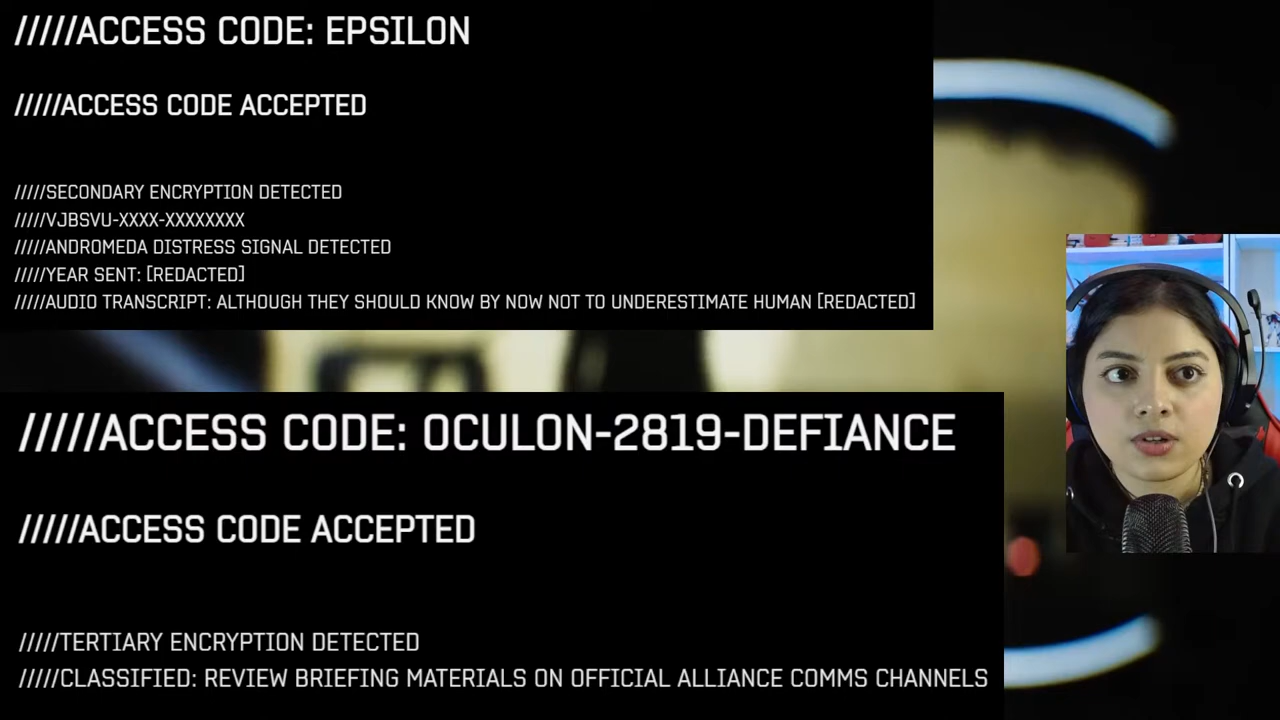 /////ACCESS CODE: EPSILON
/////ACCESS CODE ACCEPTED
/////SECONDARY ENCRYPTION DETECTED
/////VJBSVU-XXXX-XXXXXXXX
/////ANDROMEDA DISTRESS SIGNAL DETECTED
/////YEAR SENT: [REDACTED]
/////AUDIO TRANSCRIPT: ALTHOUGH THEY SHOULD KNOW BY NOW NOT TO UNDERESTIMATE HUMAN [REDACTED]
/////ACCESS CODE: OCULON-2819-DEFIANCE
/////ACCESS CODE ACCEPTED
/////TERTIARY ENCRYPTION DETECTED
/////CLASSIFIED: REVIEW BRIEFING MATERIALS ON OFFICIAL ALLIANCE COMMS CHANNELS